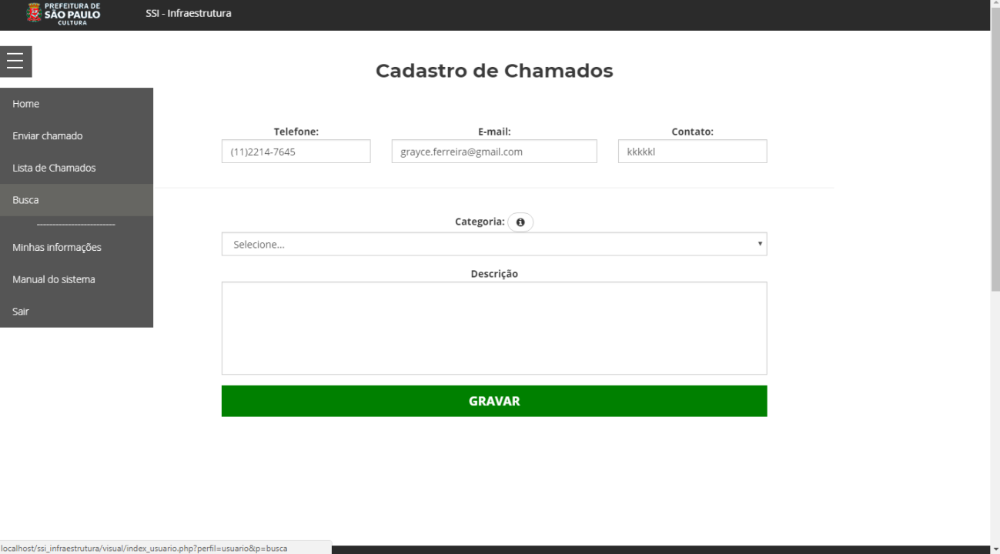 PREFEITURA DE
SÃO PAULO
CULTURA
SSI - Infraestrutura
Cadastro de Chamados
Home
Enviar chamado
Lista de Chamados
Busca
-------------------------
Minhas informações
Manual do sistema
Sair
Telefone:
(11)2214-7645
E-mail:
grayce.ferreira@gmail.com
Contato:
kkkkkl
Categoria:
Selecione...
Descrição
GRAVAR
localhost/ssi_infraestrutura/visual/index_usuario.php?perfil=usuario&p=busca